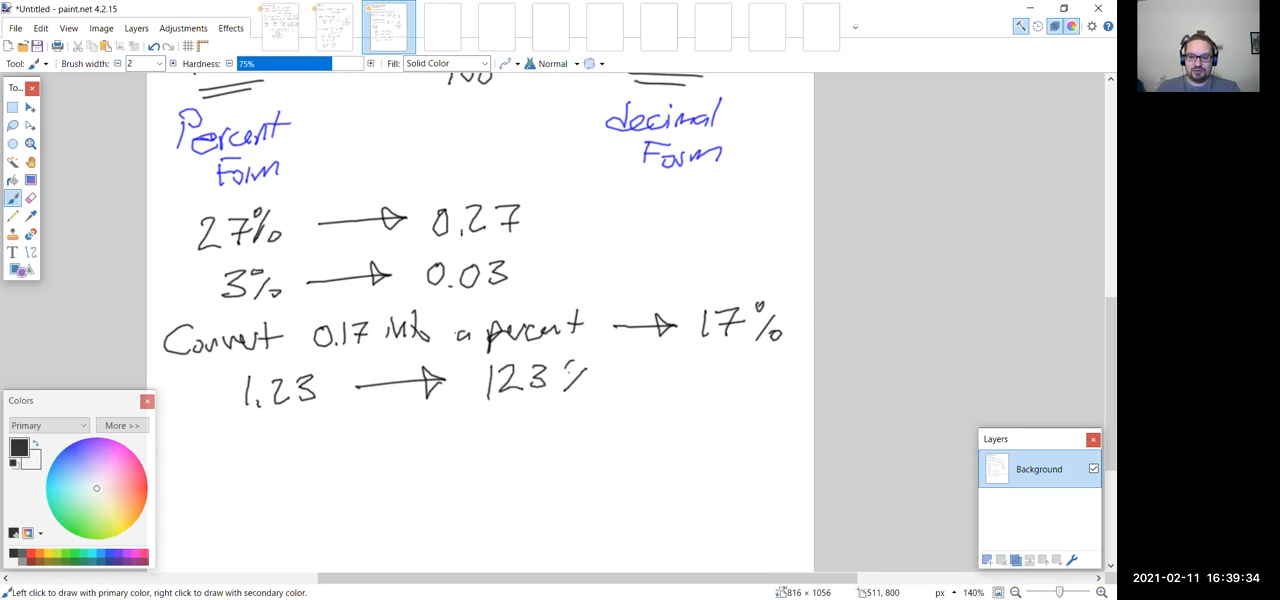 *Untitled - paint.net 4.2.15
File Edit View Image Layers Adjustments Effects
Tool: Brush width: 2 Hardness: 75% Fill: Solid Color Normal
To...
100
Percent decimal
Form Form
27% → 0.27
3% → 0.03
Convert 0.17 into a percent → 17%
1.23 → 123%
Colors
Primary More >>
Layers
Background
Left click to draw with primary color, right click to draw with secondary color.
816 x 1056 511, 800 px 140%
2021-02-11 16:39:34